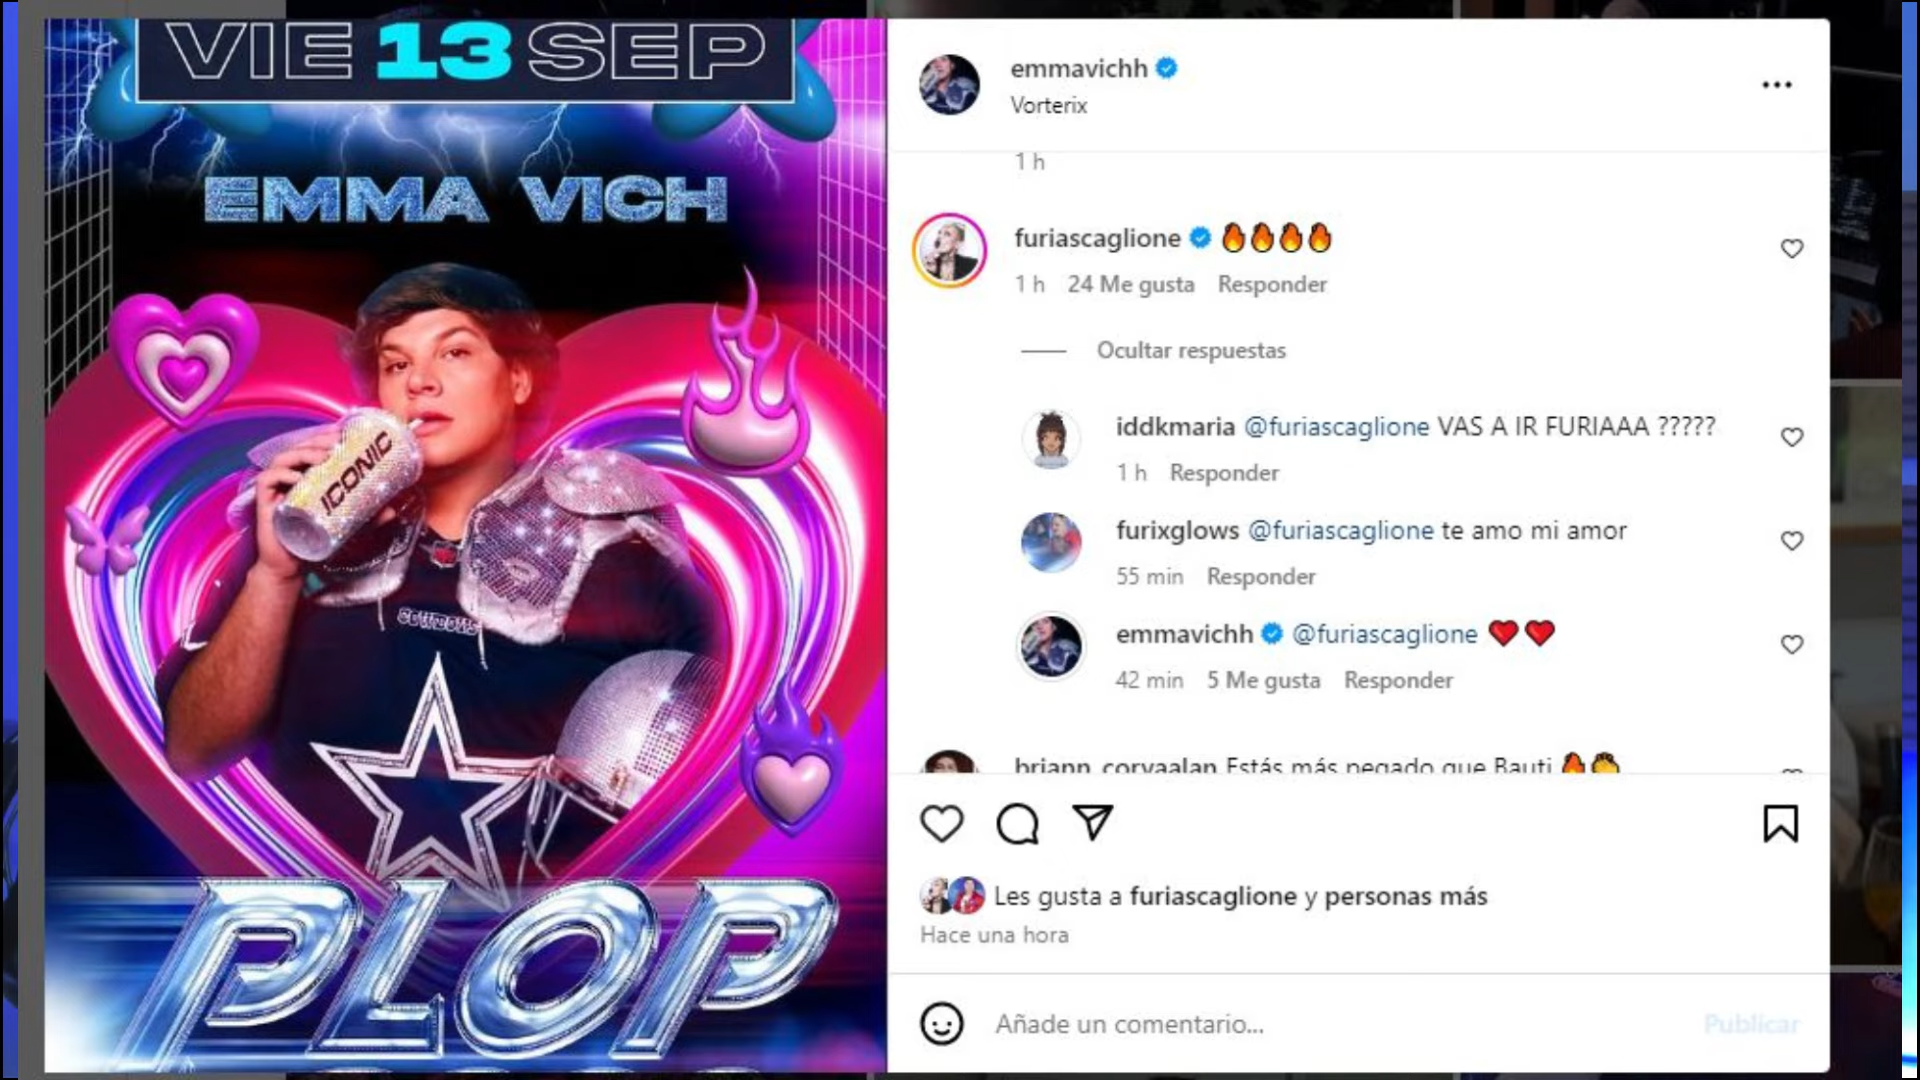 VIE 13 SEP
EMMA VICH
ICONIC
COWBOYS
PLOP
emmavichh
Vorterix
1 h
furiascaglione 🔥🔥🔥🔥
1 h 24 Me gusta Responder
Ocultar respuestas
iddkmaria @furiascaglione VAS A IR FURIAAA ?????
1 h Responder
furixglows @furiascaglione te amo mi amor
55 min Responder
emmavichh @furiascaglione ❤️❤️
42 min 5 Me gusta Responder
briann_corvaalan Estás más pegado que Bauti 🔥👏
Les gusta a furiascaglione y personas más
Hace una hora
Añade un comentario...
Publicar